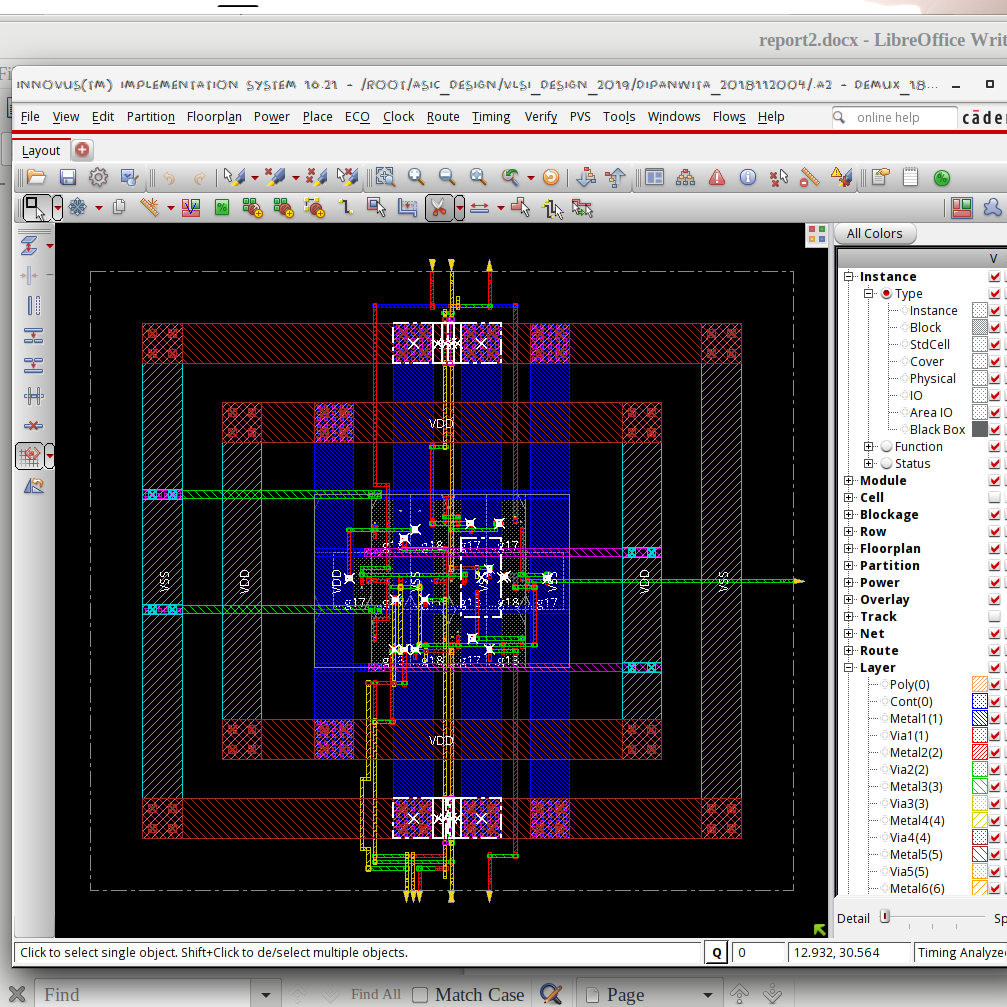 report2.docx - LibreOffice Writ
INNOVUS(TM) IMPLEMENTATION SYSTEM 16.21 - /ROOT/ASIC_DESIGN/VLSI_DESIGN_2019/DIPANWITA_2018112004/.A2 - DEMUX_18...
File View Edit Partition Floorplan Power Place ECO Clock Route Timing Verify PVS Tools Windows Flows Help
online help
cāden
Layout
All Colors
V
Instance
Type
Instance
Block
StdCell
Cover
Physical
IO
Area IO
Black Box
Function
Status
Module
Cell
Blockage
Row
Floorplan
Partition
Power
Overlay
Track
Net
Route
Layer
Poly(0)
Cont(0)
Metal1(1)
Via1(1)
Metal2(2)
Via2(2)
Metal3(3)
Via3(3)
Metal4(4)
Via4(4)
Metal5(5)
Via5(5)
Metal6(6)
VDD
g18 g17 g17
VSS VDD VDD VSS VSS VSS VDD VSS
g17 g18 g17
g18 g17 g18
VDD
Detail
Sp
Click to select single object. Shift+Click to de/select multiple objects.
Q
0
12.932, 30.564
Timing Analyze
Find
Find All
Match Case
Page